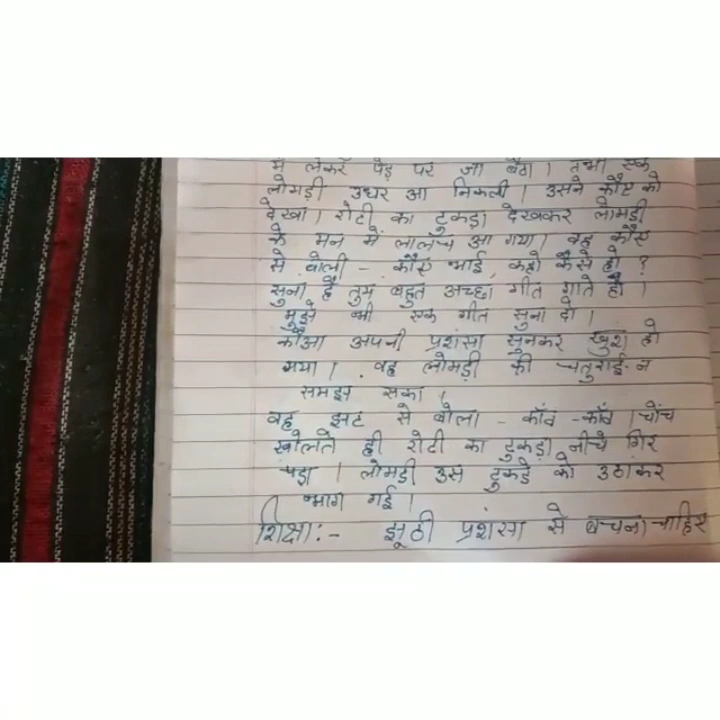 में लेकर पेड़ पर जा बैठा। तभी एक
लोमड़ी उधर आ निकली। उसने कौए को
देखा। रोटी का टुकड़ा देखकर लोमड़ी
के मन में लालच आ गया। वह कौए
से बोली - कौए भाई कहो कैसे हो ?
सुना है तुम बहुत अच्छा गीत गाते हो।
मुझे भी एक गीत सुना दो।
कौआ अपनी प्रशंसा सुनकर खुश हो
गया। वह लोमड़ी की चतुराई न
समझ सका।
वह झट से बोला - काँव -काँव। चोंच
खोलते ही रोटी का टुकड़ा नीचे गिर
पड़ा। लोमड़ी उस टुकड़े को उठाकर
भाग गई।
शिक्षा:- झूठी प्रशंसा से बचना चाहिए